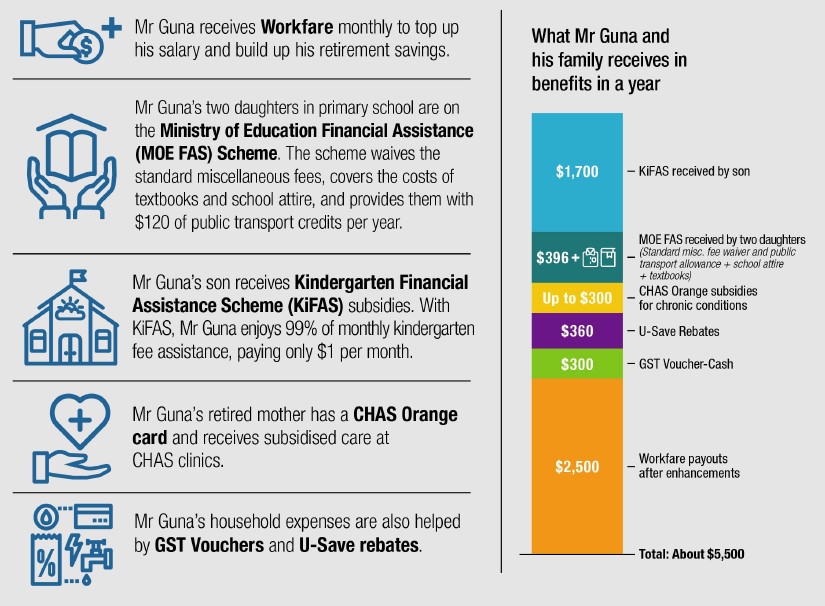 Mr Guna receives Workfare monthly to top up
his salary and build up his retirement savings.
Mr Guna's two daughters in primary school are on
the Ministry of Education Financial Assistance
(MOE FAS) Scheme. The scheme waives the
standard miscellaneous fees, covers the costs of
textbooks and school attire, and provides them with
$120 of public transport credits per year.
Mr Guna's son receives Kindergarten Financial
Assistance Scheme (KiFAS) subsidies. With
KiFAS, Mr Guna enjoys 99% of monthly kindergarten
fee assistance, paying only $1 per month.
Mr Guna's retired mother has a CHAS Orange
card and receives subsidised care at
CHAS clinics.
Mr Guna's household expenses are also helped
by GST Vouchers and U-Save rebates.
What Mr Guna and
his family receives in
benefits in a year
$1,700
KiFAS received by son
$396 +
MOE FAS received by two daughters
(Standard misc. fee waiver and public
transport allowance + school attire
+ textbooks)
Up to $300
CHAS Orange subsidies
for chronic conditions
$360
U-Save Rebates
$300
GST Voucher-Cash
$2,500
Workfare payouts
after enhancements
Total: About $5,500